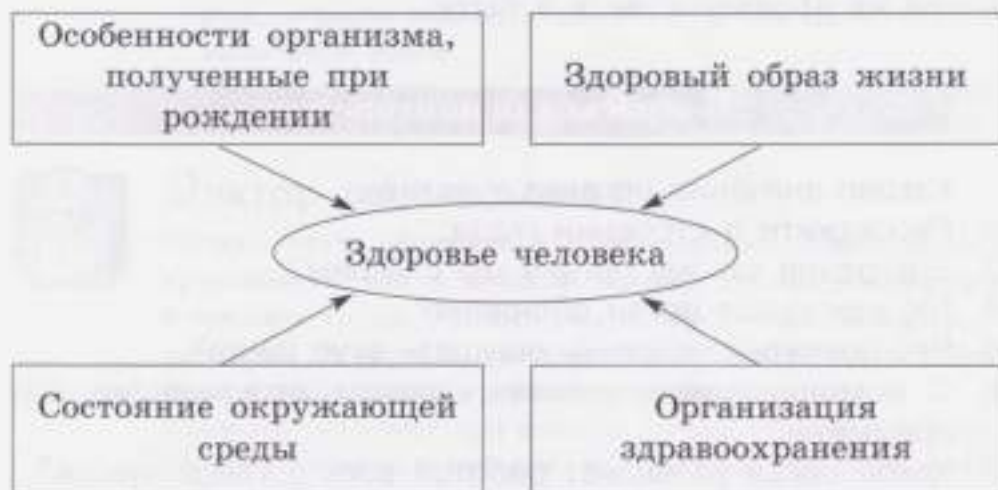 Особенности организма,
полученные при
рождении
Здоровый образ жизни
Здоровье человека
Состояние окружающей
среды
Организация
здравоохранения